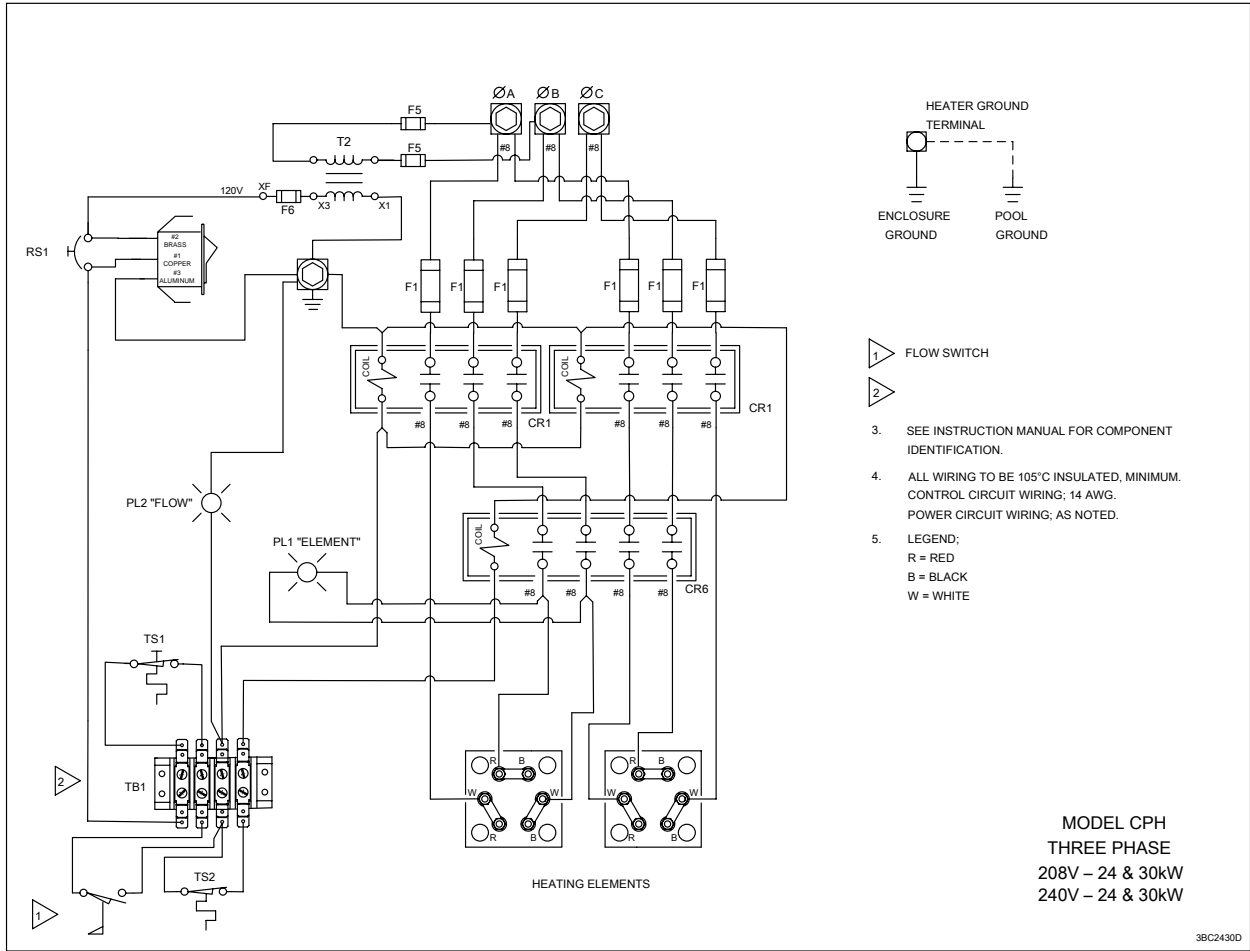 ØA
ØB
ØC
F5
T2
F5
#8
#8
#8
120V
XF
F6
X3
X1
RS1
#2
BRASS
#1
COPPER
#3
ALUMINUM
F1
F1
F1
F1
F1
F1
COIL
COIL
CR1
CR1
#8
#8
#8
#8
PL2 "FLOW"
COIL
PL1 "ELEMENT"
CR6
#8
#8
#8
#8
TS1
2
TB1
R
B
W
W
R
B
R
B
W
W
R
B
TS2
1
HEATING ELEMENTS
HEATER GROUND
TERMINAL
ENCLOSURE
GROUND
POOL
GROUND
1 FLOW SWITCH
2
3. SEE INSTRUCTION MANUAL FOR COMPONENT
IDENTIFICATION.
4. ALL WIRING TO BE 105°C INSULATED, MINIMUM.
CONTROL CIRCUIT WIRING; 14 AWG.
POWER CIRCUIT WIRING; AS NOTED.
5. LEGEND;
R = RED
B = BLACK
W = WHITE
MODEL CPH
THREE PHASE
208V – 24 & 30kW
240V – 24 & 30kW
3BC2430D